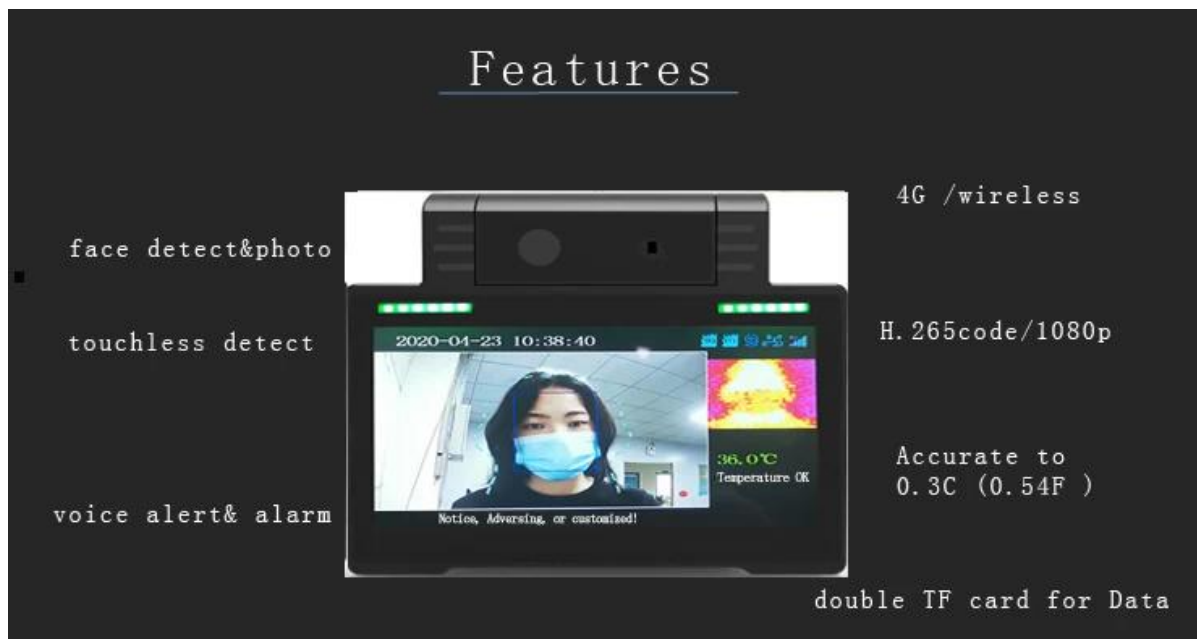 Features
4G /wireless
face detect&photo
touchless detect
H.265code/1080p
2020-04-23 10:38:40
36.0℃
Temperature OK
Accurate to
0.3C (0.54F )
voice alert& alarm
Notice, Adversing, or customized!
double TF card for Data